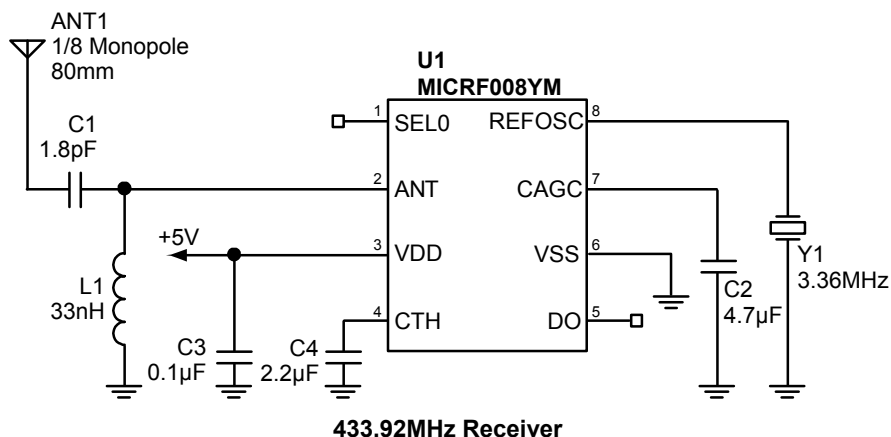 ANT1
1/8 Monopole
80mm
U1
MICRF008YM
C1
1.8pF
1
SEL0
REFOSC
8
2
ANT
CAGC
7
+5V
3
VDD
VSS
6
Y1
3.36MHz
L1
33nH
4
CTH
DO
5
C2
4.7µF
C3
0.1µF
C4
2.2µF
433.92MHz Receiver